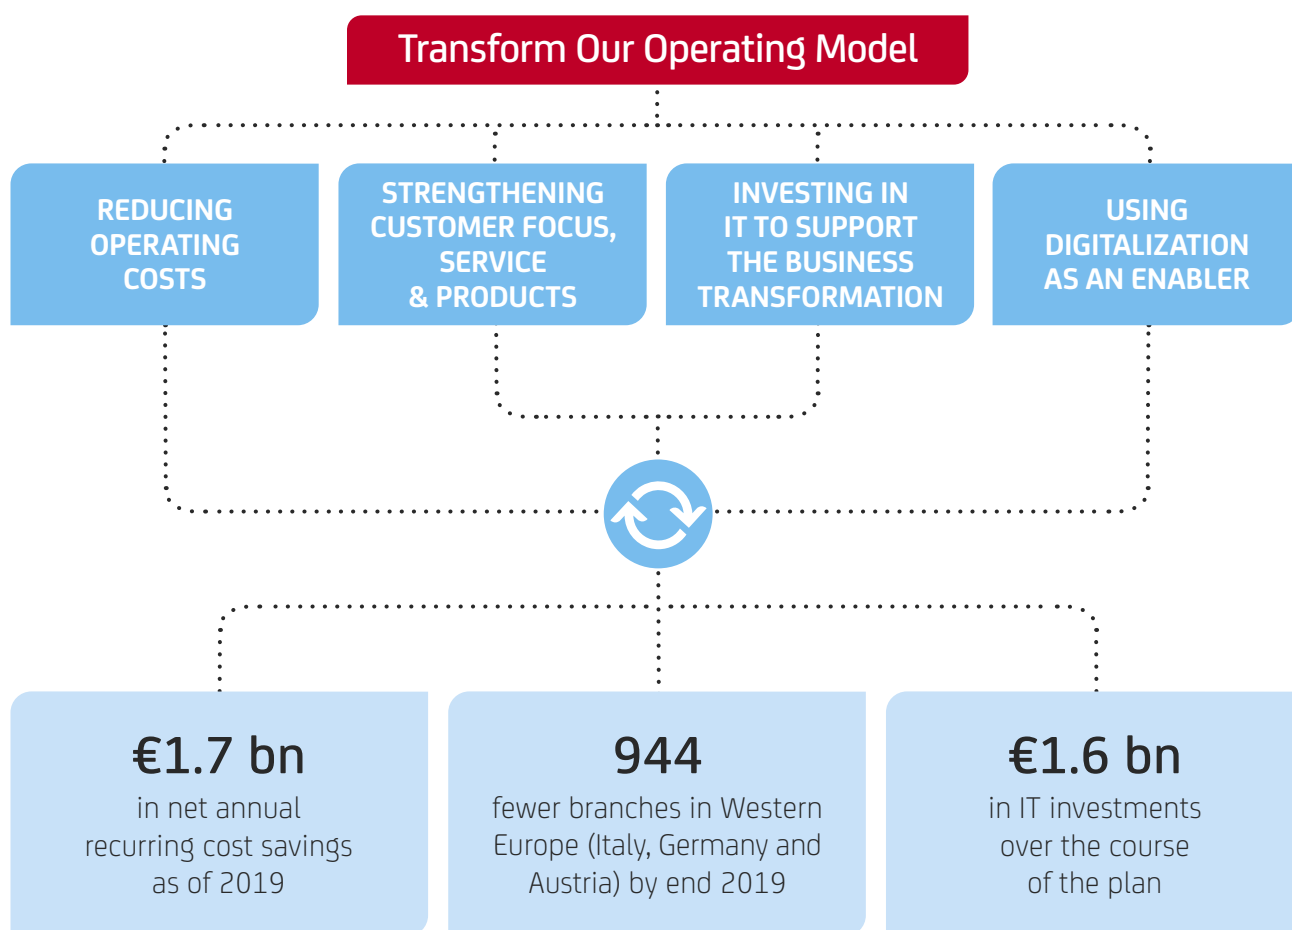 Transform Our Operating Model
REDUCING
OPERATING
COSTS
STRENGTHENING
CUSTOMER FOCUS,
SERVICE
& PRODUCTS
INVESTING IN
IT TO SUPPORT
THE BUSINESS
TRANSFORMATION
USING
DIGITALIZATION
AS AN ENABLER
€1.7 bn
in net annual
recurring cost savings
as of 2019
944
fewer branches in Western
Europe (Italy, Germany and
Austria) by end 2019
€1.6 bn
in IT investments
over the course
of the plan